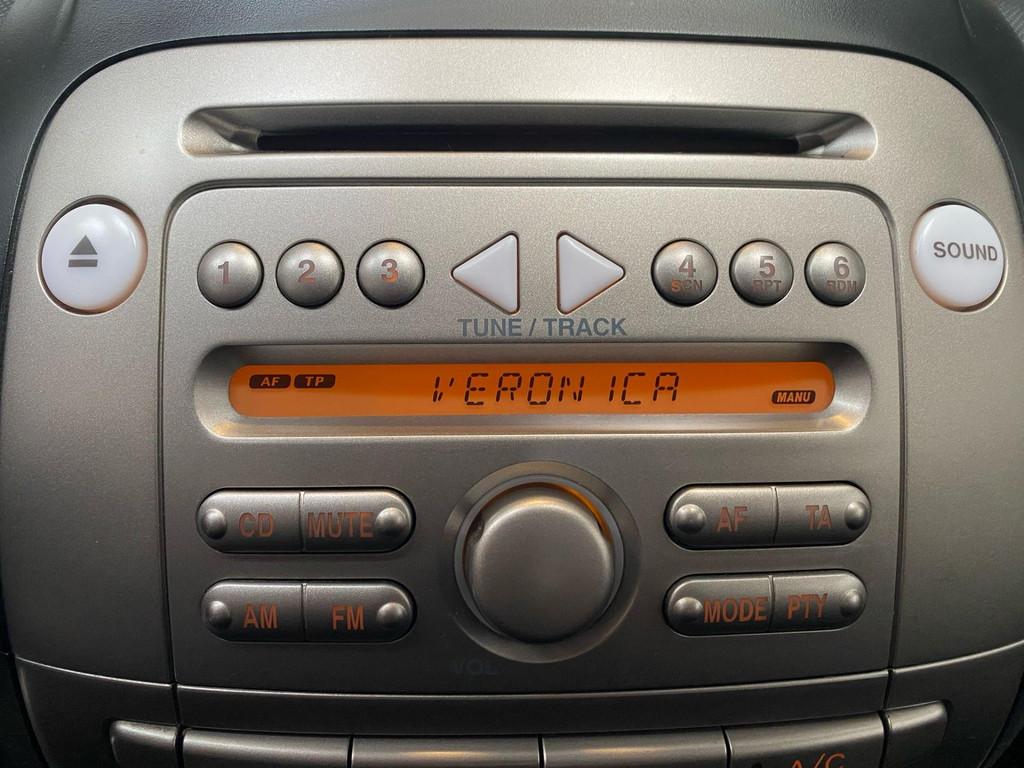 1 2 3 4 5 6
SCN RPT RDM
SOUND
TUNE / TRACK
AF TP VERONICA MANU
CD MUTE AF TA
AM FM MODE PTY
VOL
A/C